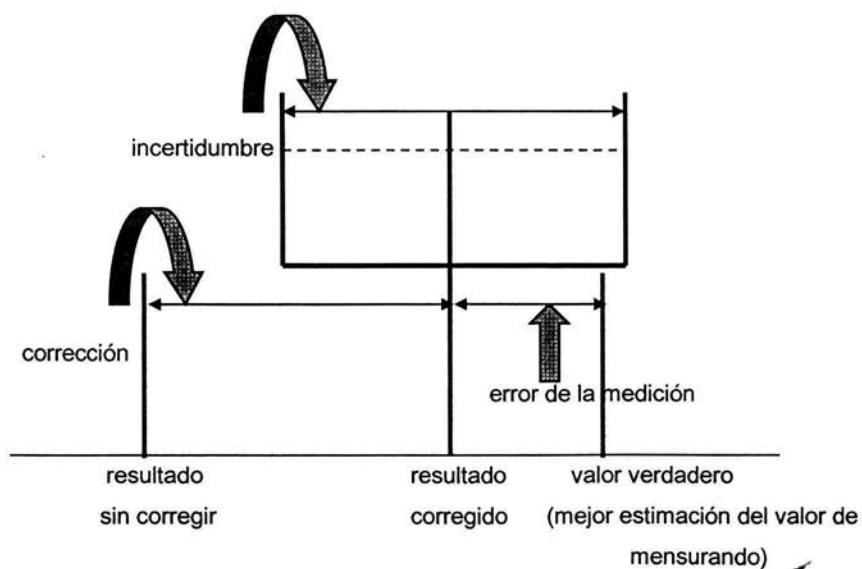 incertidumbre
corrección
error de la medición
resultado
sin corregir
resultado
corregido
valor verdadero
(mejor estimación del valor de
mensurando)